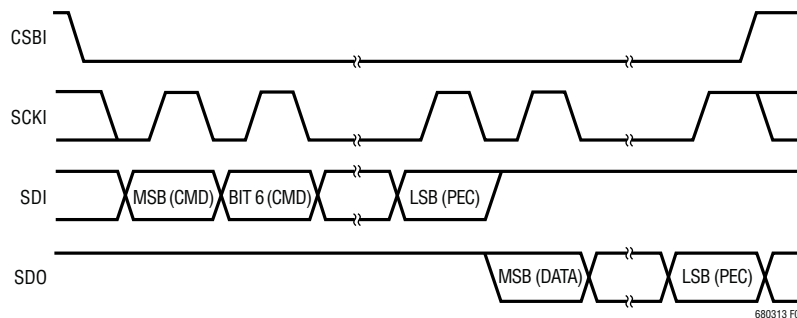 CSBI
SCKI
SDI
MSB (CMD) BIT 6 (CMD) LSB (PEC)
SDO
MSB (DATA) LSB (PEC)